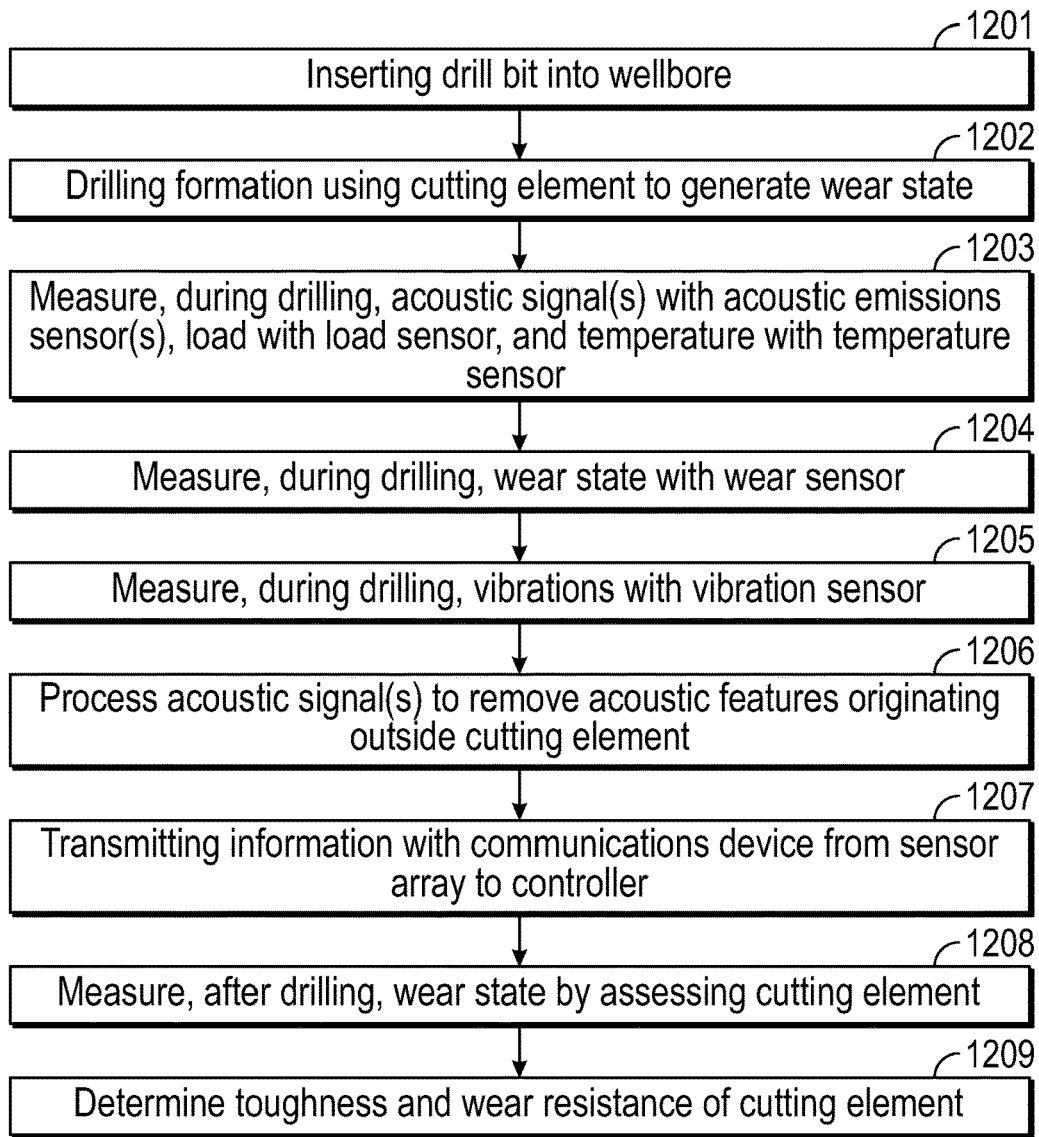 1201
Inserting drill bit into wellbore
1202
Drilling formation using cutting element to generate wear state
1203
Measure, during drilling, acoustic signal(s) with acoustic emissions
sensor(s), load with load sensor, and temperature with temperature
sensor
1204
Measure, during drilling, wear state with wear sensor
1205
Measure, during drilling, vibrations with vibration sensor
1206
Process acoustic signal(s) to remove acoustic features originating
outside cutting element
1207
Transmitting information with communications device from sensor
array to controller
1208
Measure, after drilling, wear state by assessing cutting element
1209
Determine toughness and wear resistance of cutting element